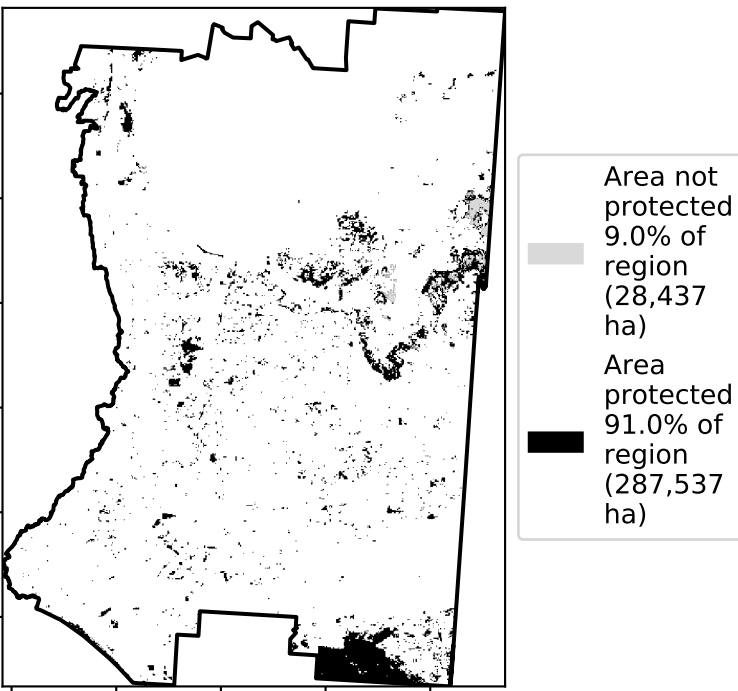 Area not
protected
9.0% of
region
(28,437
ha)
Area
protected
91.0% of
region
(287,537
ha)